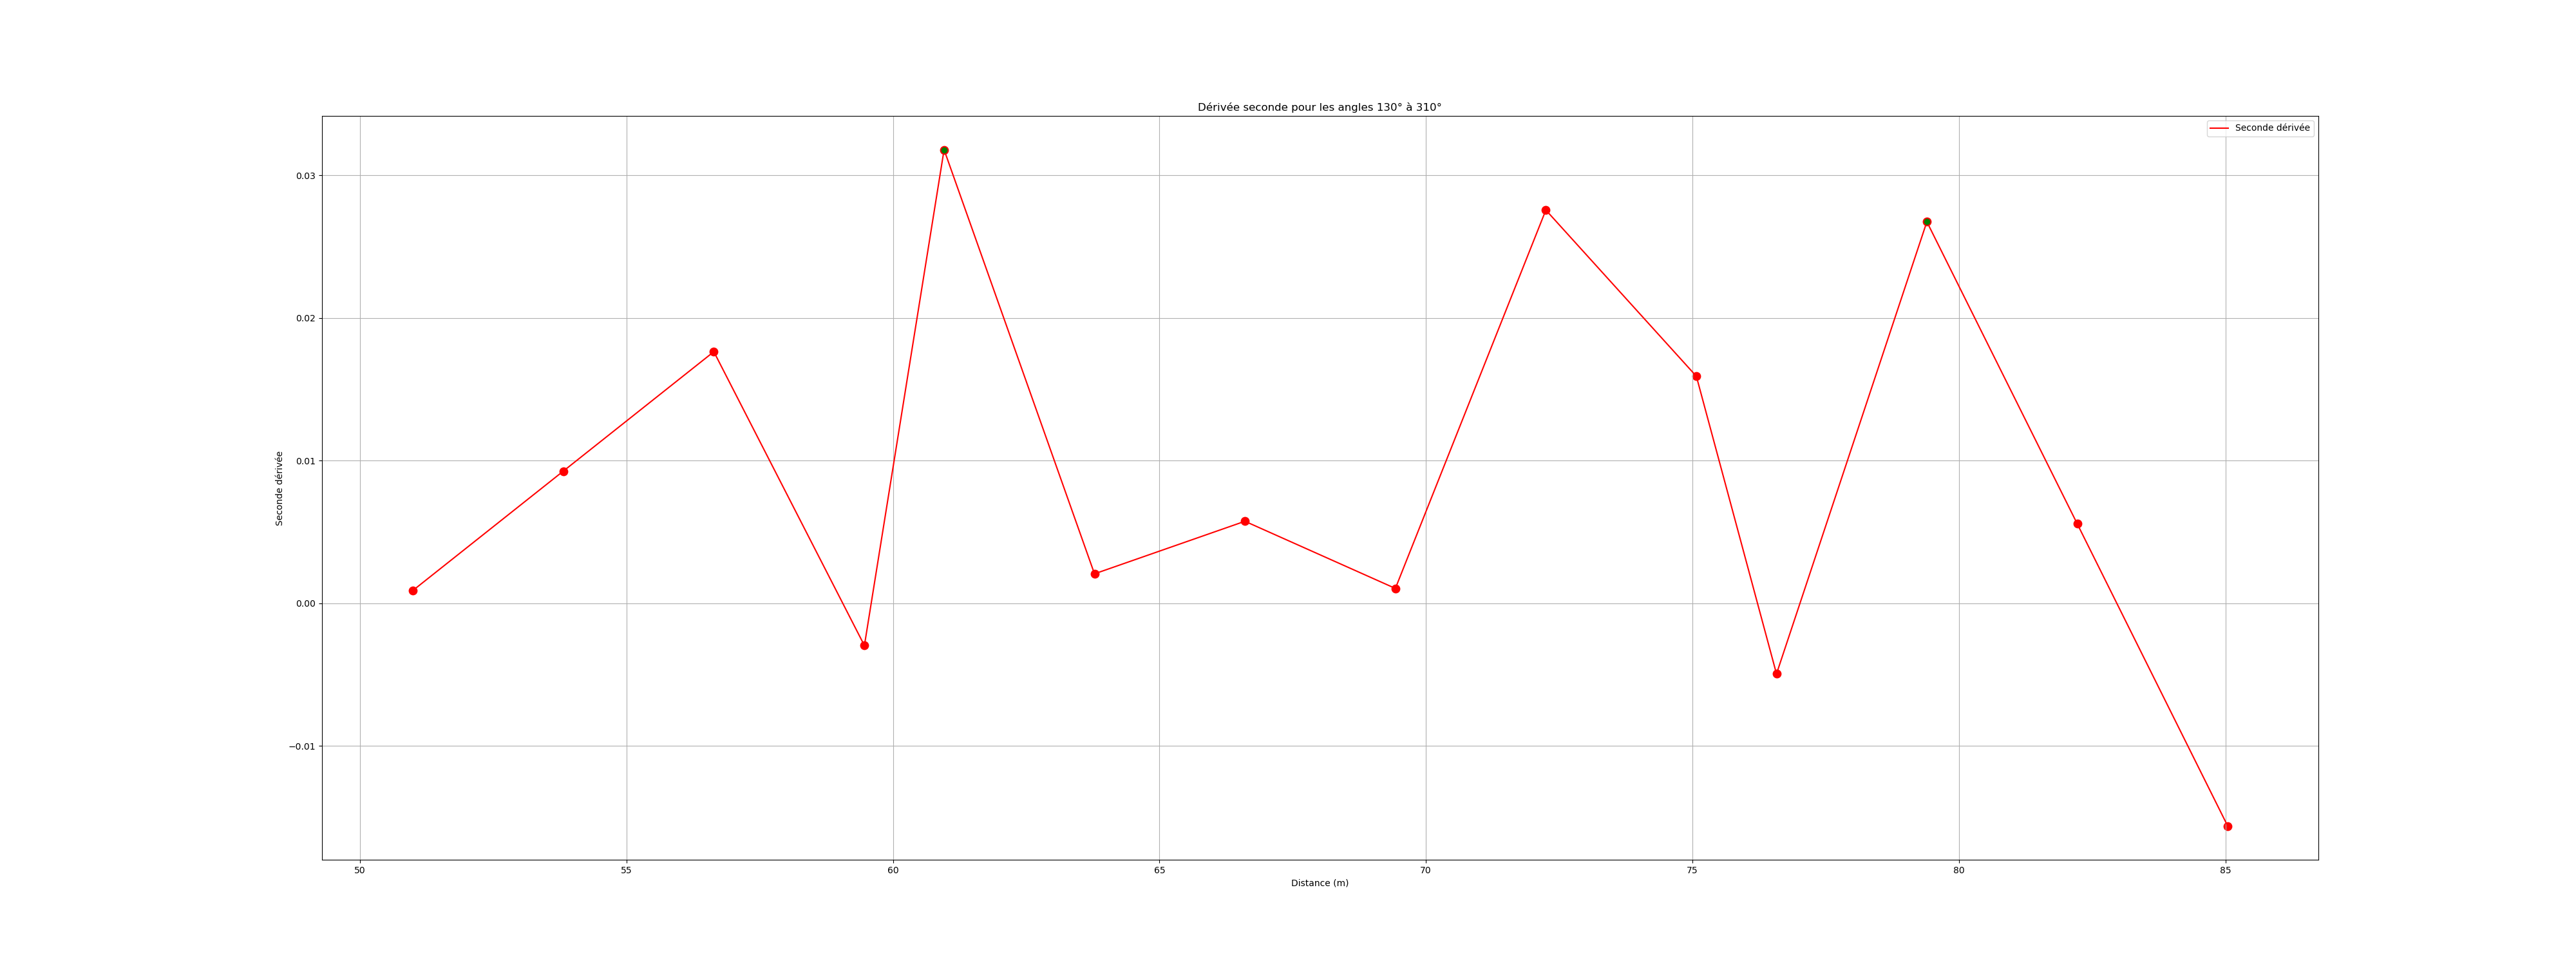 Dérivée seconde pour les angles 130° à 310°
Seconde dérivée
0.03
0.02
0.01
0.00
−0.01
Seconde dérivée
50 55 60 65 70 75 80 85
Distance (m)